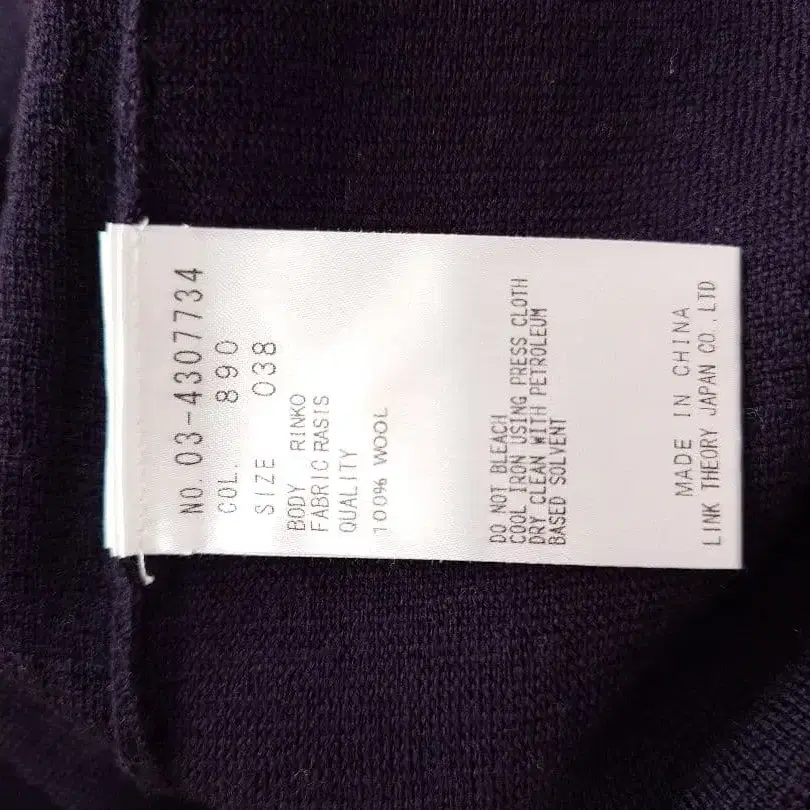 NO. 03-4307734
COL. 890
SIZE 038
BODY RINKO
FABRIC RASIS
QUALITY
100% WOOL
DO NOT BLEACH
COOL IRON USING PRESS CLOTH
DRY CLEAN WITH PETROLEUM
BASED SOLVENT
MADE IN CHINA
LINK THEORY JAPAN CO.,LTD